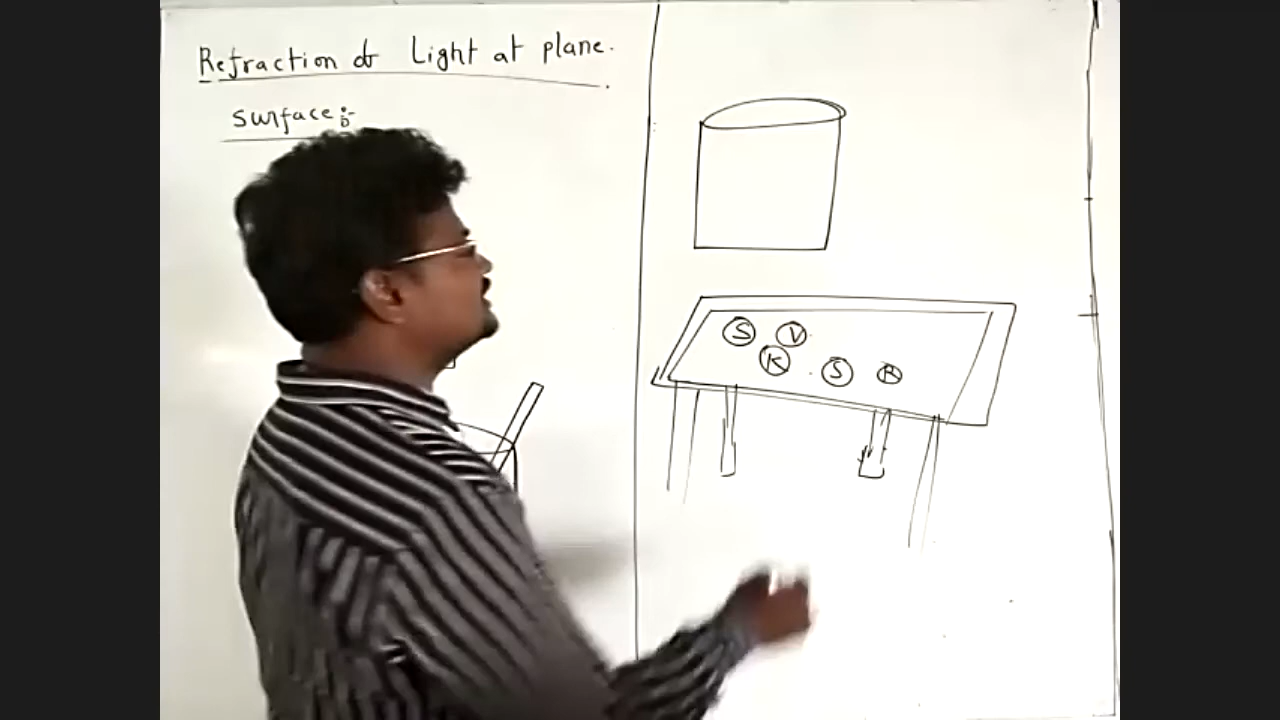 Refraction of Light at plane.
surface:-
S V
K S R